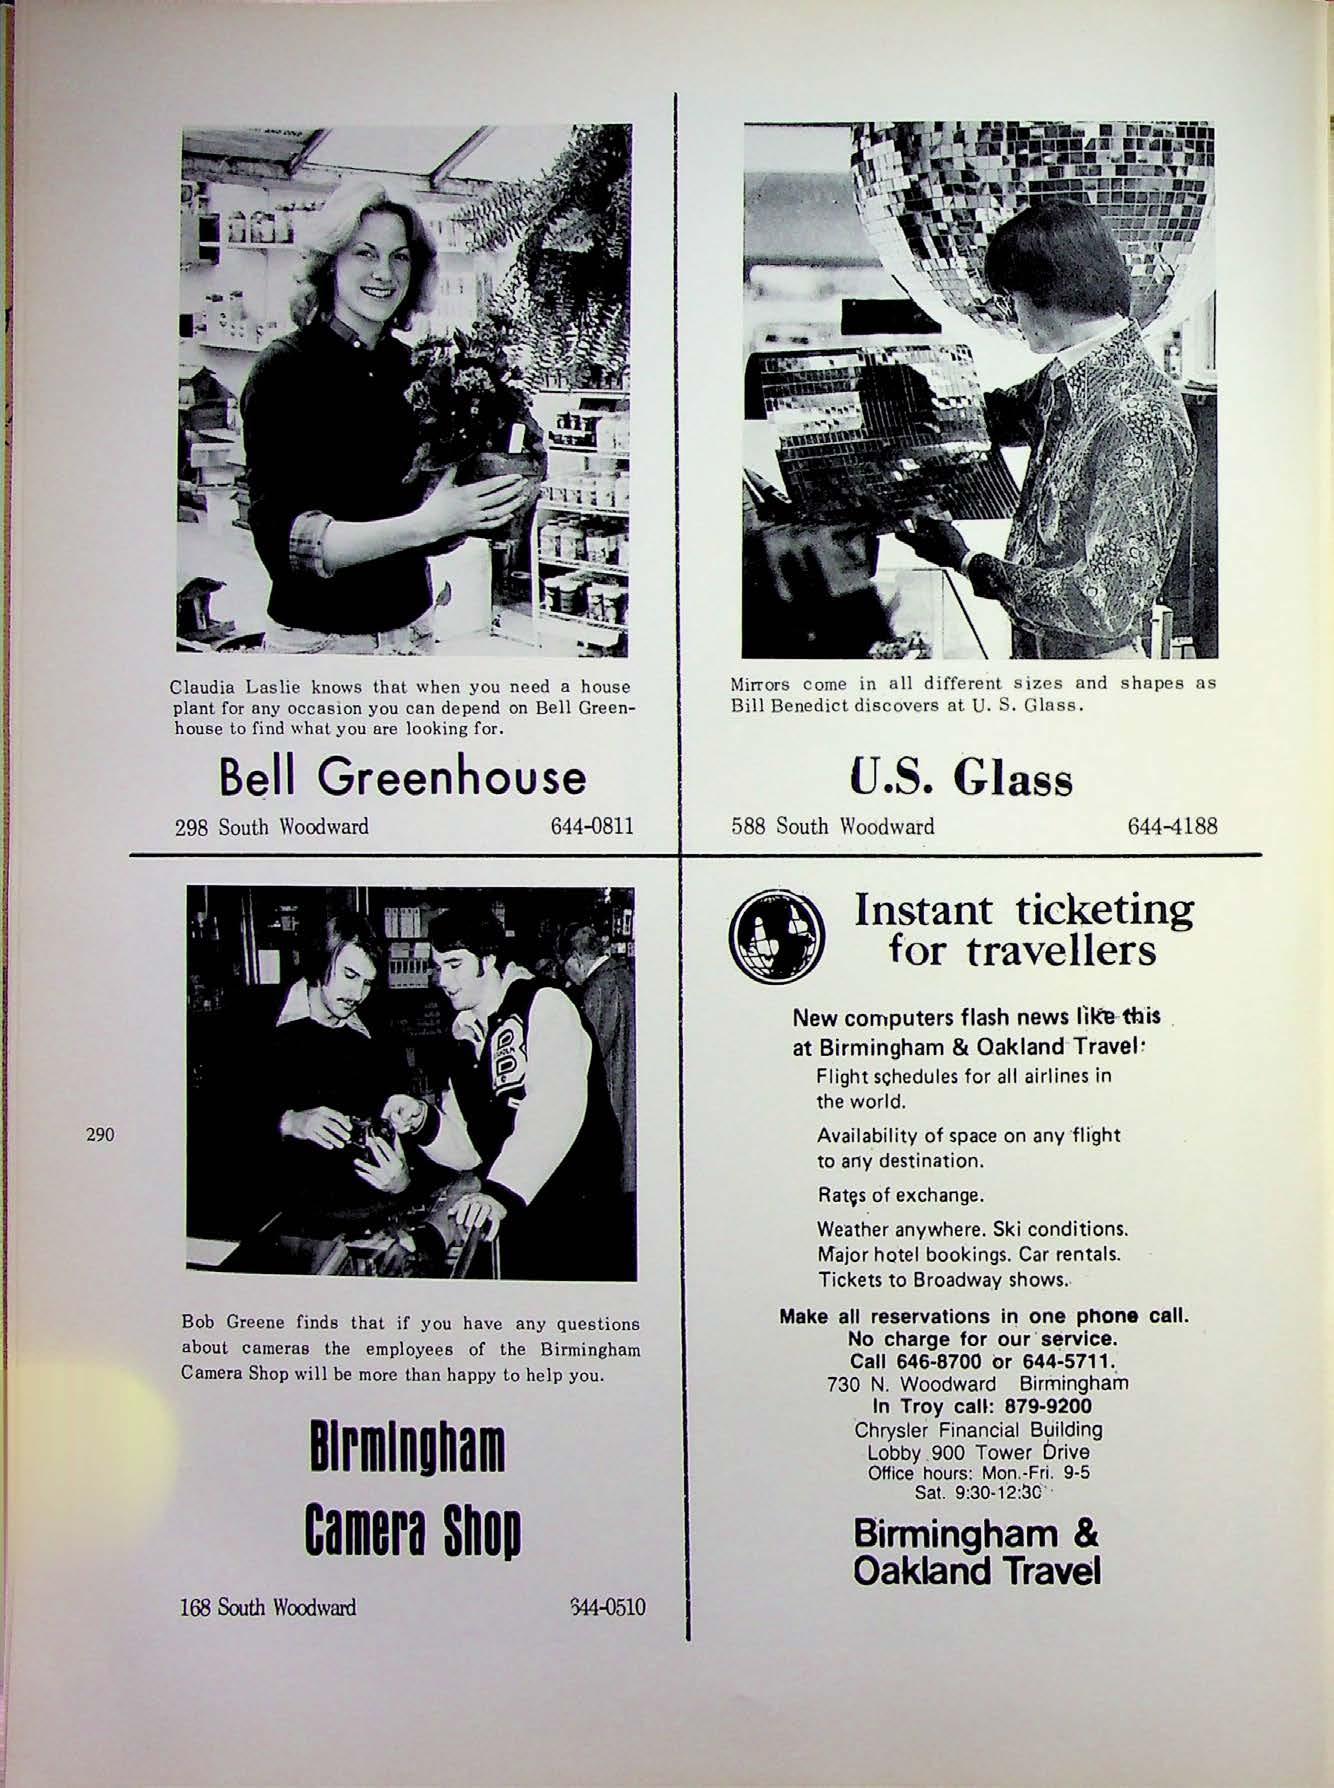 Claudia Laslie knows that when you need a house
plant for any occasion you can depend on Bell Green-
house to find what you are looking for.
Bell Greenhouse
298 South Woodward 644-0811
Mirrors come in all different sizes and shapes as
Bill Benedict discovers at U. S. Glass.
U.S. Glass
588 South Woodward 644-4188
290
Bob Greene finds that if you have any questions
about cameras the employees of the Birmingham
Camera Shop will be more than happy to help you.
Birmingham
Camera Shop
168 South Woodward 644-0510
Instant ticketing
for travellers
New computers flash news like this
at Birmingham & Oakland Travel:
Flight schedules for all airlines in
the world.
Availability of space on any flight
to any destination.
Rates of exchange.
Weather anywhere. Ski conditions.
Major hotel bookings. Car rentals.
Tickets to Broadway shows.
Make all reservations in one phone call.
No charge for our service.
Call 646-8700 or 644-5711.
730 N. Woodward Birmingham
In Troy call: 879-9200
Chrysler Financial Building
Lobby 900 Tower Drive
Office hours: Mon.-Fri. 9-5
Sat. 9:30-12:30
Birmingham &
Oakland Travel